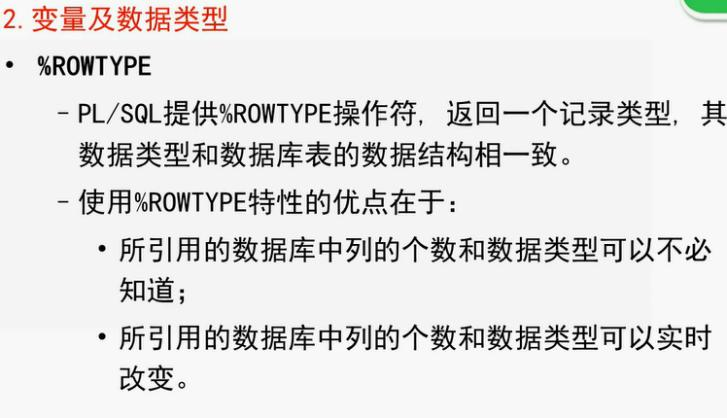 2. 变量及数据类型
• %ROWTYPE
– PL/SQL提供%ROWTYPE操作符, 返回一个记录类型, 其
数据类型和数据库表的数据结构相一致。
– 使用%ROWTYPE特性的优点在于:
• 所引用的数据库中列的个数和数据类型可以不必
知道;
• 所引用的数据库中列的个数和数据类型可以实时
改变。